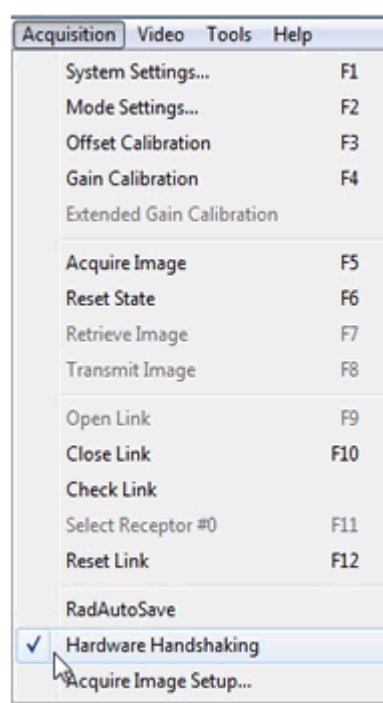 Acquisition Video Tools Help
System Settings... F1
Mode Settings... F2
Offset Calibration F3
Gain Calibration F4
Extended Gain Calibration
Acquire Image F5
Reset State F6
Retrieve Image F7
Transmit Image F8
Open Link F9
Close Link F10
Check Link
Select Receptor #0 F11
Reset Link F12
RadAutoSave
Hardware Handshaking
Acquire Image Setup...